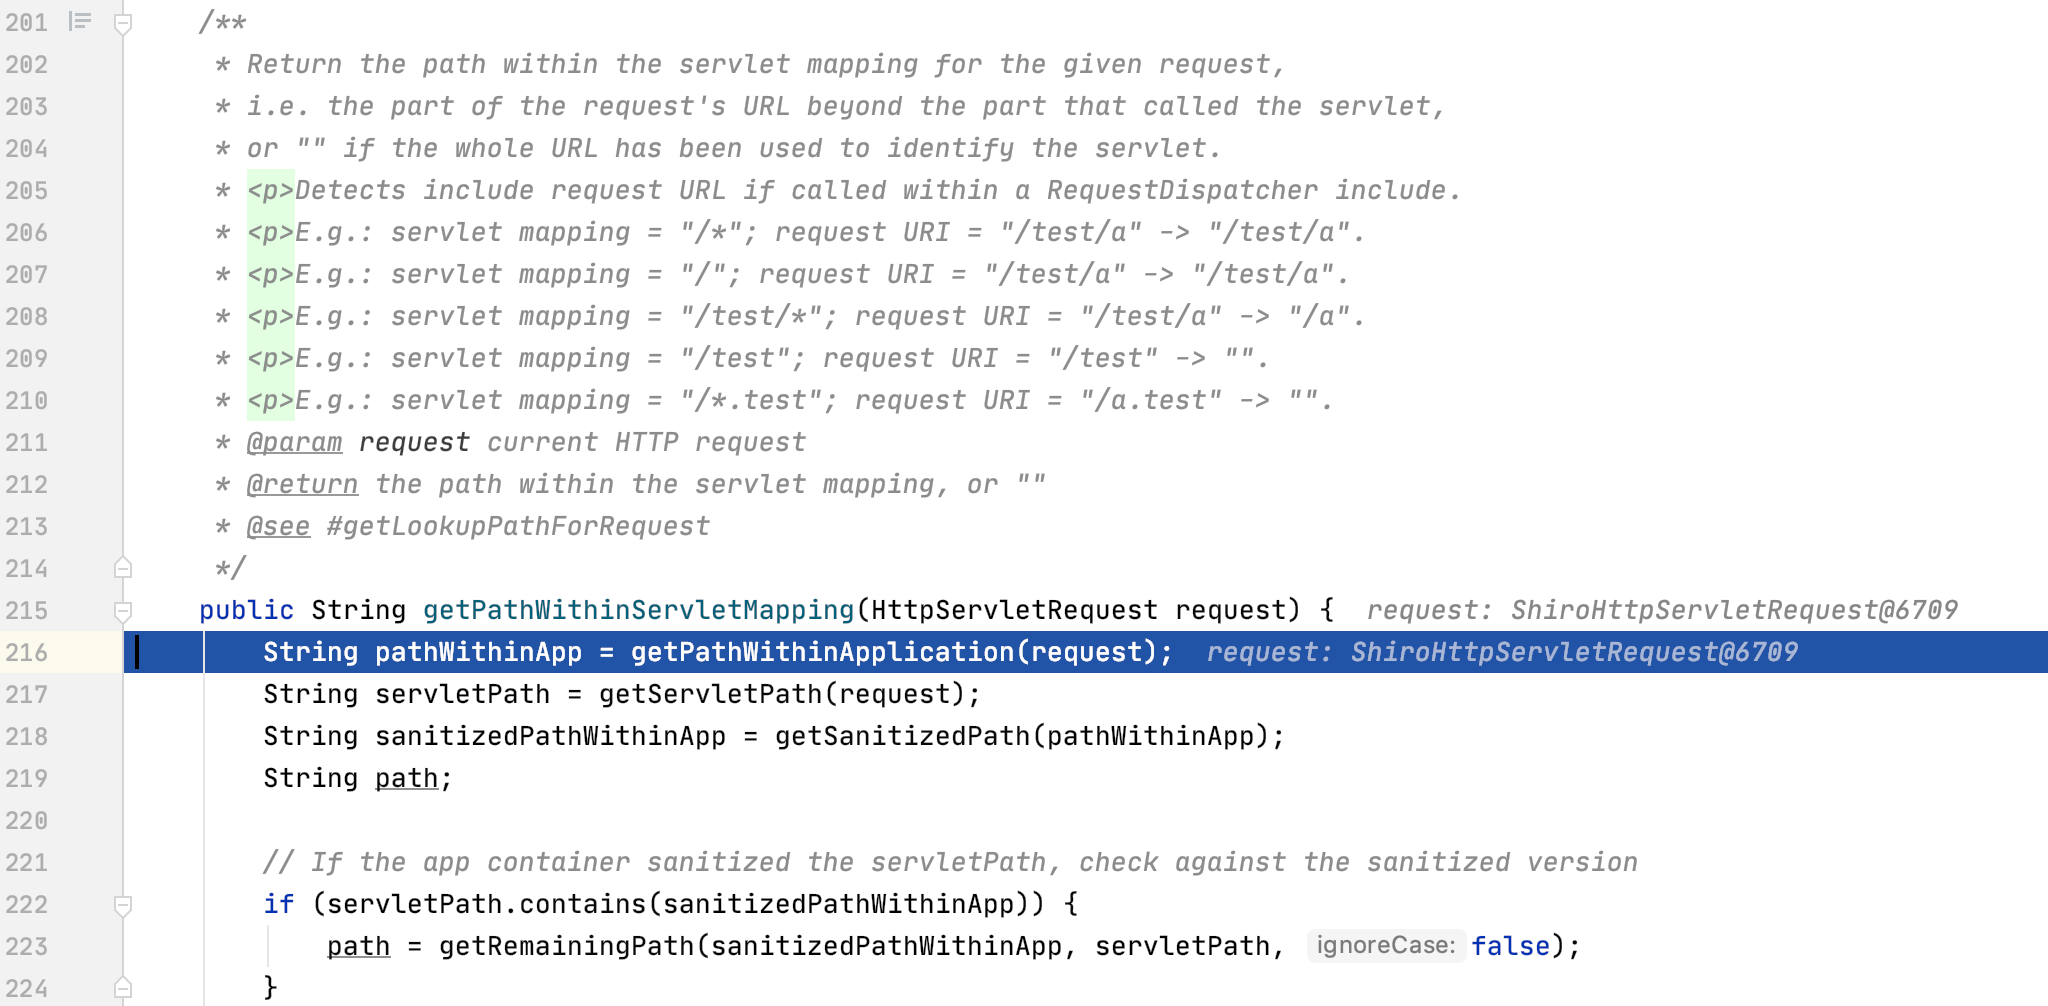 201 /**
202 * Return the path within the servlet mapping for the given request,
203 * i.e. the part of the request's URL beyond the part that called the servlet,
204 * or "" if the whole URL has been used to identify the servlet.
205 * <p>Detects include request URL if called within a RequestDispatcher include.
206 * <p>E.g.: servlet mapping = "/*"; request URI = "/test/a" -> "/test/a".
207 * <p>E.g.: servlet mapping = "/"; request URI = "/test/a" -> "/test/a".
208 * <p>E.g.: servlet mapping = "/test/*"; request URI = "/test/a" -> "/a".
209 * <p>E.g.: servlet mapping = "/test"; request URI = "/test" -> "".
210 * <p>E.g.: servlet mapping = "/*.test"; request URI = "/a.test" -> "".
211 * @param request current HTTP request
212 * @return the path within the servlet mapping, or ""
213 * @see #getLookupPathForRequest
214 */
215 public String getPathWithinServletMapping(HttpServletRequest request) { request: ShiroHttpServletRequest@6709
216 String pathWithinApp = getPathWithinApplication(request); request: ShiroHttpServletRequest@6709
217 String servletPath = getServletPath(request);
218 String sanitizedPathWithinApp = getSanitizedPath(pathWithinApp);
219 String path;
220
221 // If the app container sanitized the servletPath, check against the sanitized version
222 if (servletPath.contains(sanitizedPathWithinApp)) {
223 path = getRemainingPath(sanitizedPathWithinApp, servletPath, ignoreCase: false);
224 }